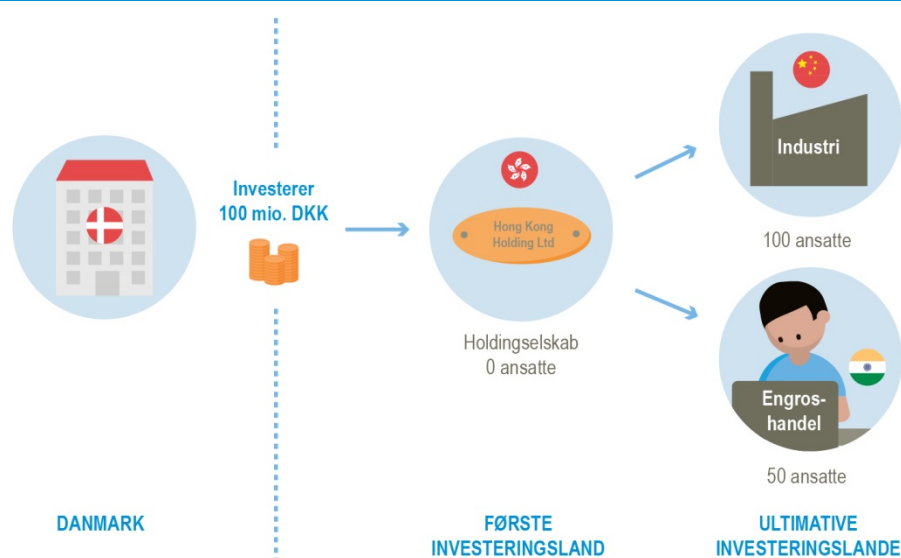 Investerer
100 mio. DKK
Hong Kong
Holding Ltd
Holdingselskab
0 ansatte
Industri
100 ansatte
Engros-
handel
50 ansatte
DANMARK
FØRSTE
INVESTERINGSLAND
ULTIMATIVE
INVESTERINGSLANDE